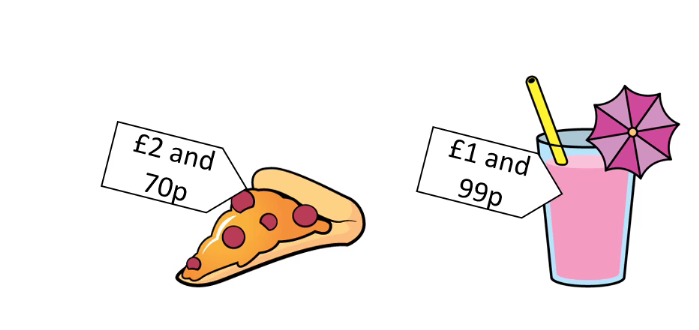 £2 and
70p
£1 and
99p